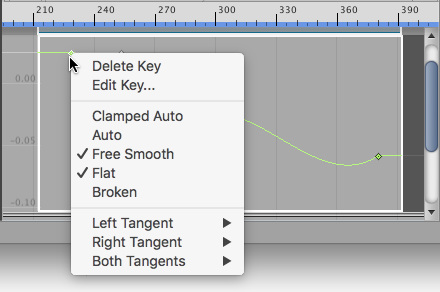 210 240 270 300 330 360 390
0.00
-0.05
-0.10
Delete Key
Edit Key...
Clamped Auto
Auto
Free Smooth
Flat
Broken
Left Tangent
Right Tangent
Both Tangents